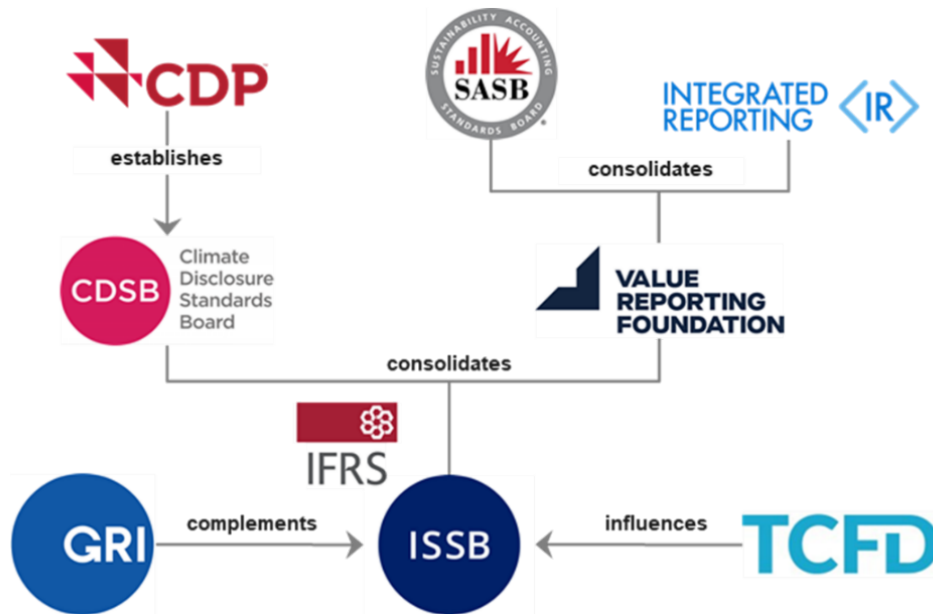 CDP
SUSTAINABILITY ACCOUNTING
SASB
STANDARDS BOARD
INTEGRATED
REPORTING
<IR>
establishes
consolidates
CDSB
Climate
Disclosure
Standards
Board
VALUE
REPORTING
FOUNDATION
consolidates
IFRS
GRI
complements
ISSB
influences
TCFD